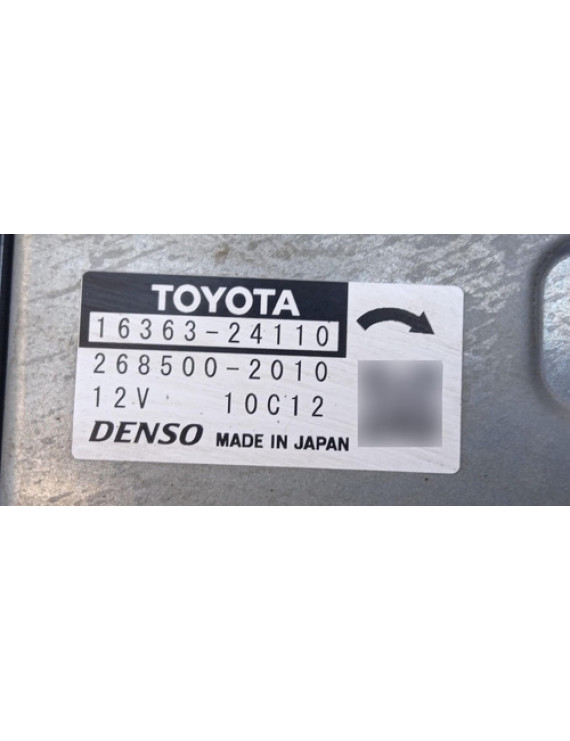 TOYOTA
16363-24110
268500-2010
12V 10C12
DENSO MADE IN JAPAN